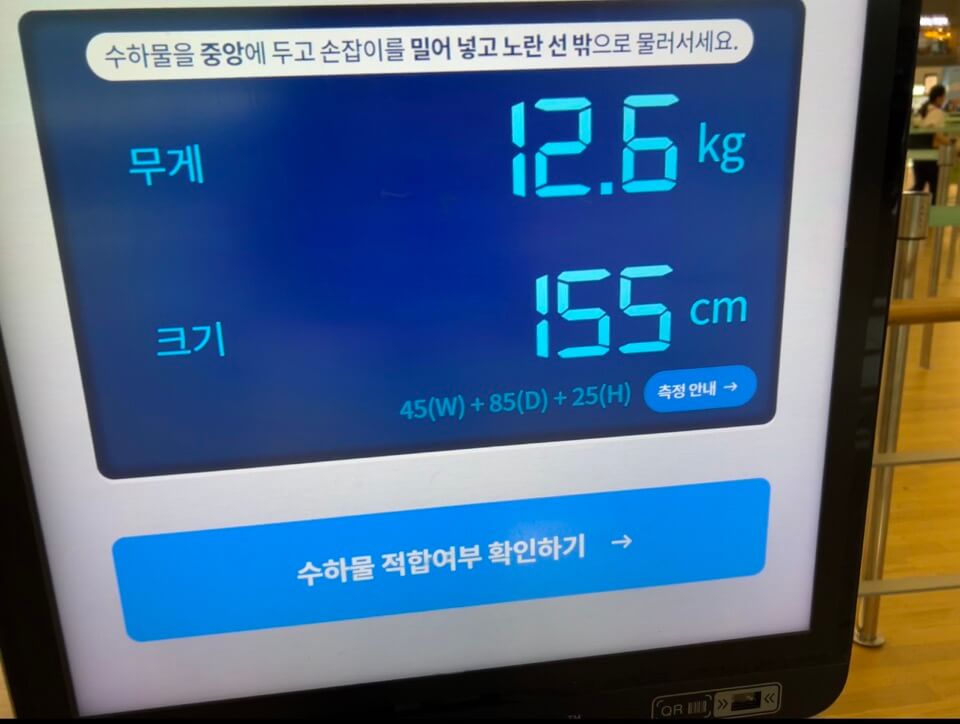 수하물을 중앙에 두고 손잡이를 밀어 넣고 노란 선 밖으로 물러서세요.
무게 12.6 kg
크기 155 cm
45(W) + 85(D) + 25(H) 측정 안내 →
수하물 적합여부 확인하기 →
QR
TM